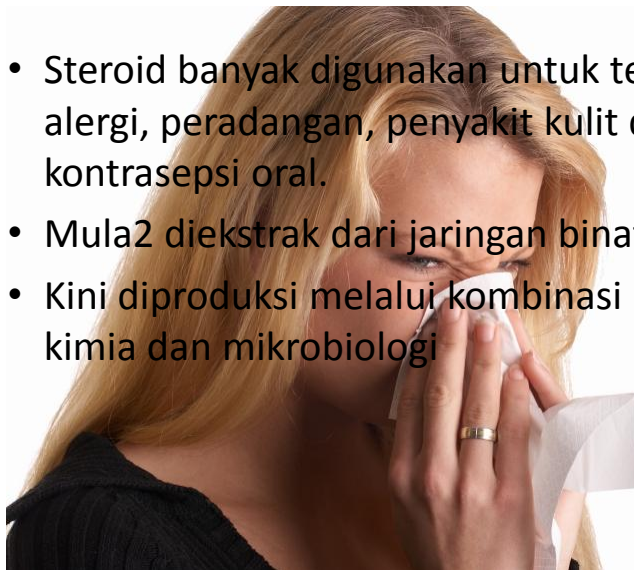 • Steroid banyak digunakan untuk te
alergi, peradangan, penyakit kulit
kontrasepsi oral.
• Mula2 diekstrak dari jaringan bina
• Kini diproduksi melalui kombinasi
kimia dan mikrobiologi